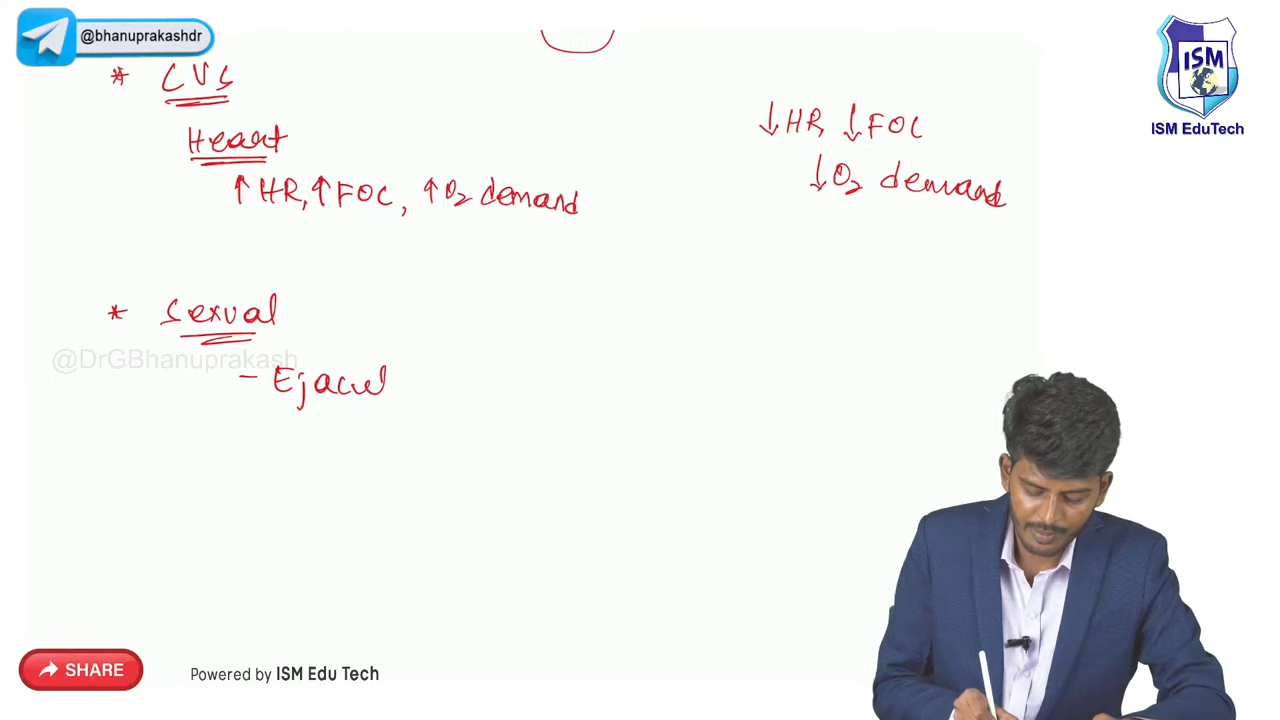 @bhanuprakashdr
ISM
ISM EduTech
* CVS
Heart
↑HR, ↑FOC, ↑O2 demand
↓HR, ↓FOC
↓O2 demand
* Sexual
@DrGBhanuprakash
- Ejacul
SHARE
Powered by ISM Edu Tech